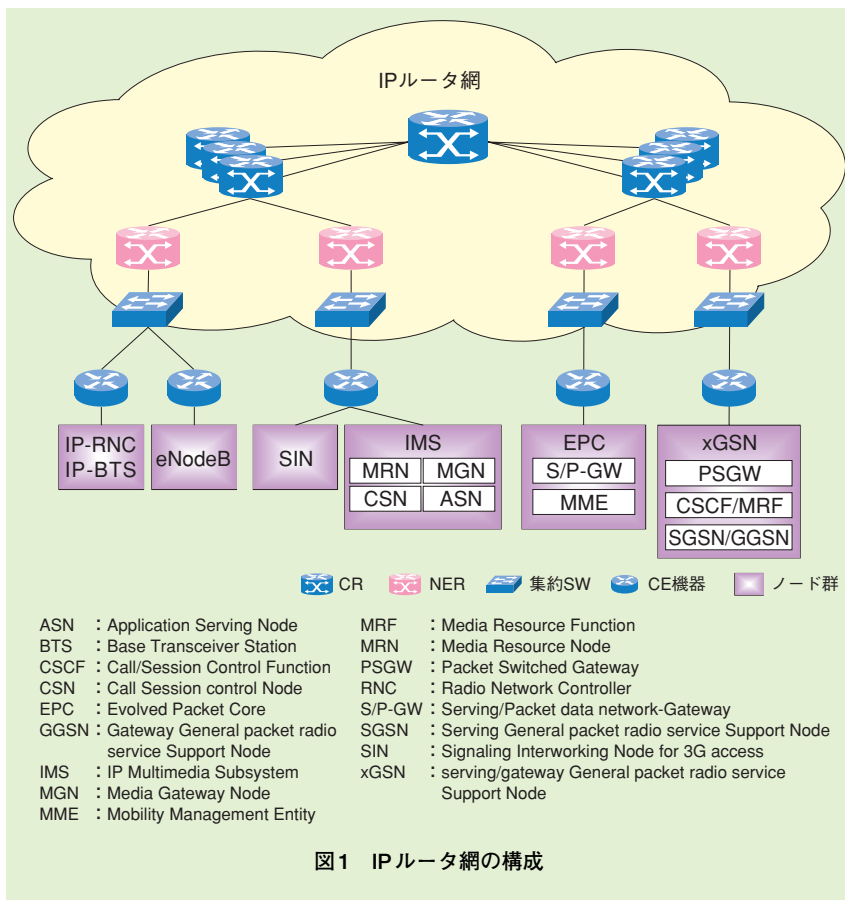 IPルータ網
IP-RNC
IP-BTS
eNodeB
SIN
IMS
MRN
MGN
CSN
ASN
EPC
S/P-GW
MME
xGSN
PSGW
CSCF/MRF
SGSN/GGSN
CR
NER
集約SW
CE機器
ノード群
ASN：Application Serving Node
BTS：Base Transceiver Station
CSCF：Call/Session Control Function
CSN：Call Session control Node
EPC：Evolved Packet Core
GGSN：Gateway General packet radio
service Support Node
IMS：IP Multimedia Subsystem
MGN：Media Gateway Node
MME：Mobility Management Entity
MRF：Media Resource Function
MRN：Media Resource Node
PSGW：Packet Switched Gateway
RNC：Radio Network Controller
S/P-GW：Serving/Packet data network-Gateway
SGSN：Serving General packet radio service Support Node
SIN：Signaling Interworking Node for 3G access
xGSN：serving/gateway General packet radio service
Support Node
図1 IPルータ網の構成